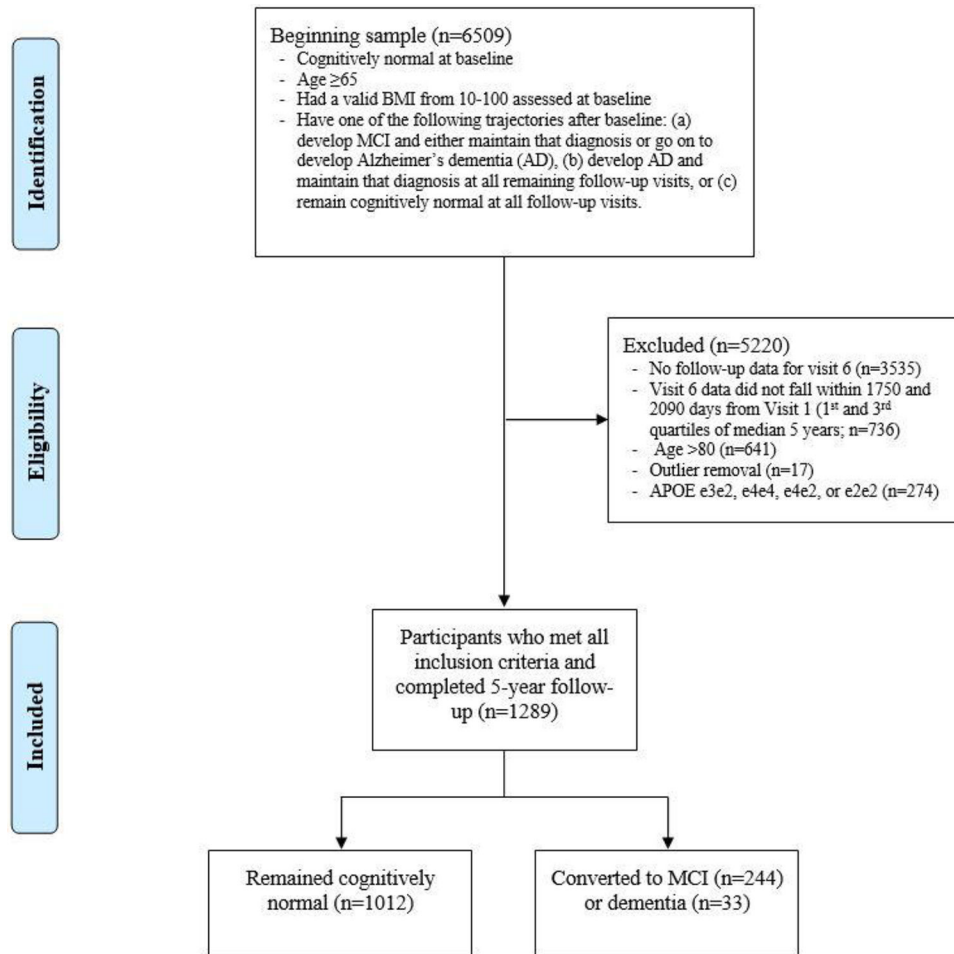 Identification
Beginning sample (n=6509)
- Cognitively normal at baseline
- Age ≥65
- Had a valid BMI from 10-100 assessed at baseline
- Have one of the following trajectories after baseline: (a)
develop MCI and either maintain that diagnosis or go on to
develop Alzheimer's dementia (AD), (b) develop AD and
maintain that diagnosis at all remaining follow-up visits, or (c)
remain cognitively normal at all follow-up visits.
Eligibility
Excluded (n=5220)
- No follow-up data for visit 6 (n=3535)
- Visit 6 data did not fall within 1750 and
2090 days from Visit 1 (1st and 3rd
quartiles of median 5 years; n=736)
- Age >80 (n=641)
- Outlier removal (n=17)
- APOE e3e2, e4e4, e4e2, or e2e2 (n=274)
Included
Participants who met all
inclusion criteria and
completed 5-year follow-
up (n=1289)
Remained cognitively
normal (n=1012)
Converted to MCI (n=244)
or dementia (n=33)